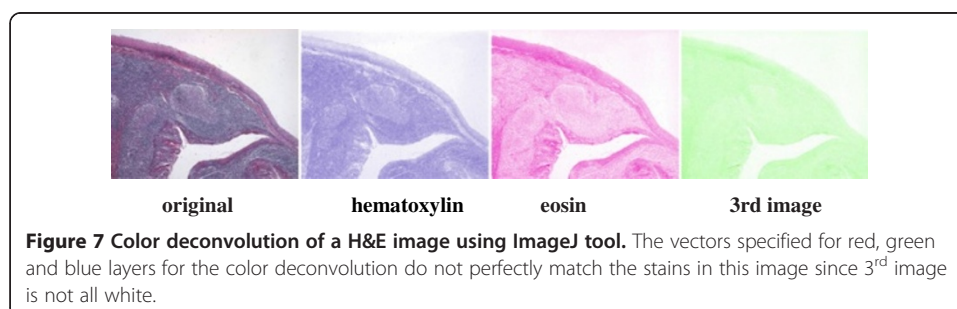 original hematoxylin eosin 3rd image
Figure 7 Color deconvolution of a H&E image using ImageJ tool. The vectors specified for red, green
and blue layers for the color deconvolution do not perfectly match the stains in this image since 3rd image
is not all white.